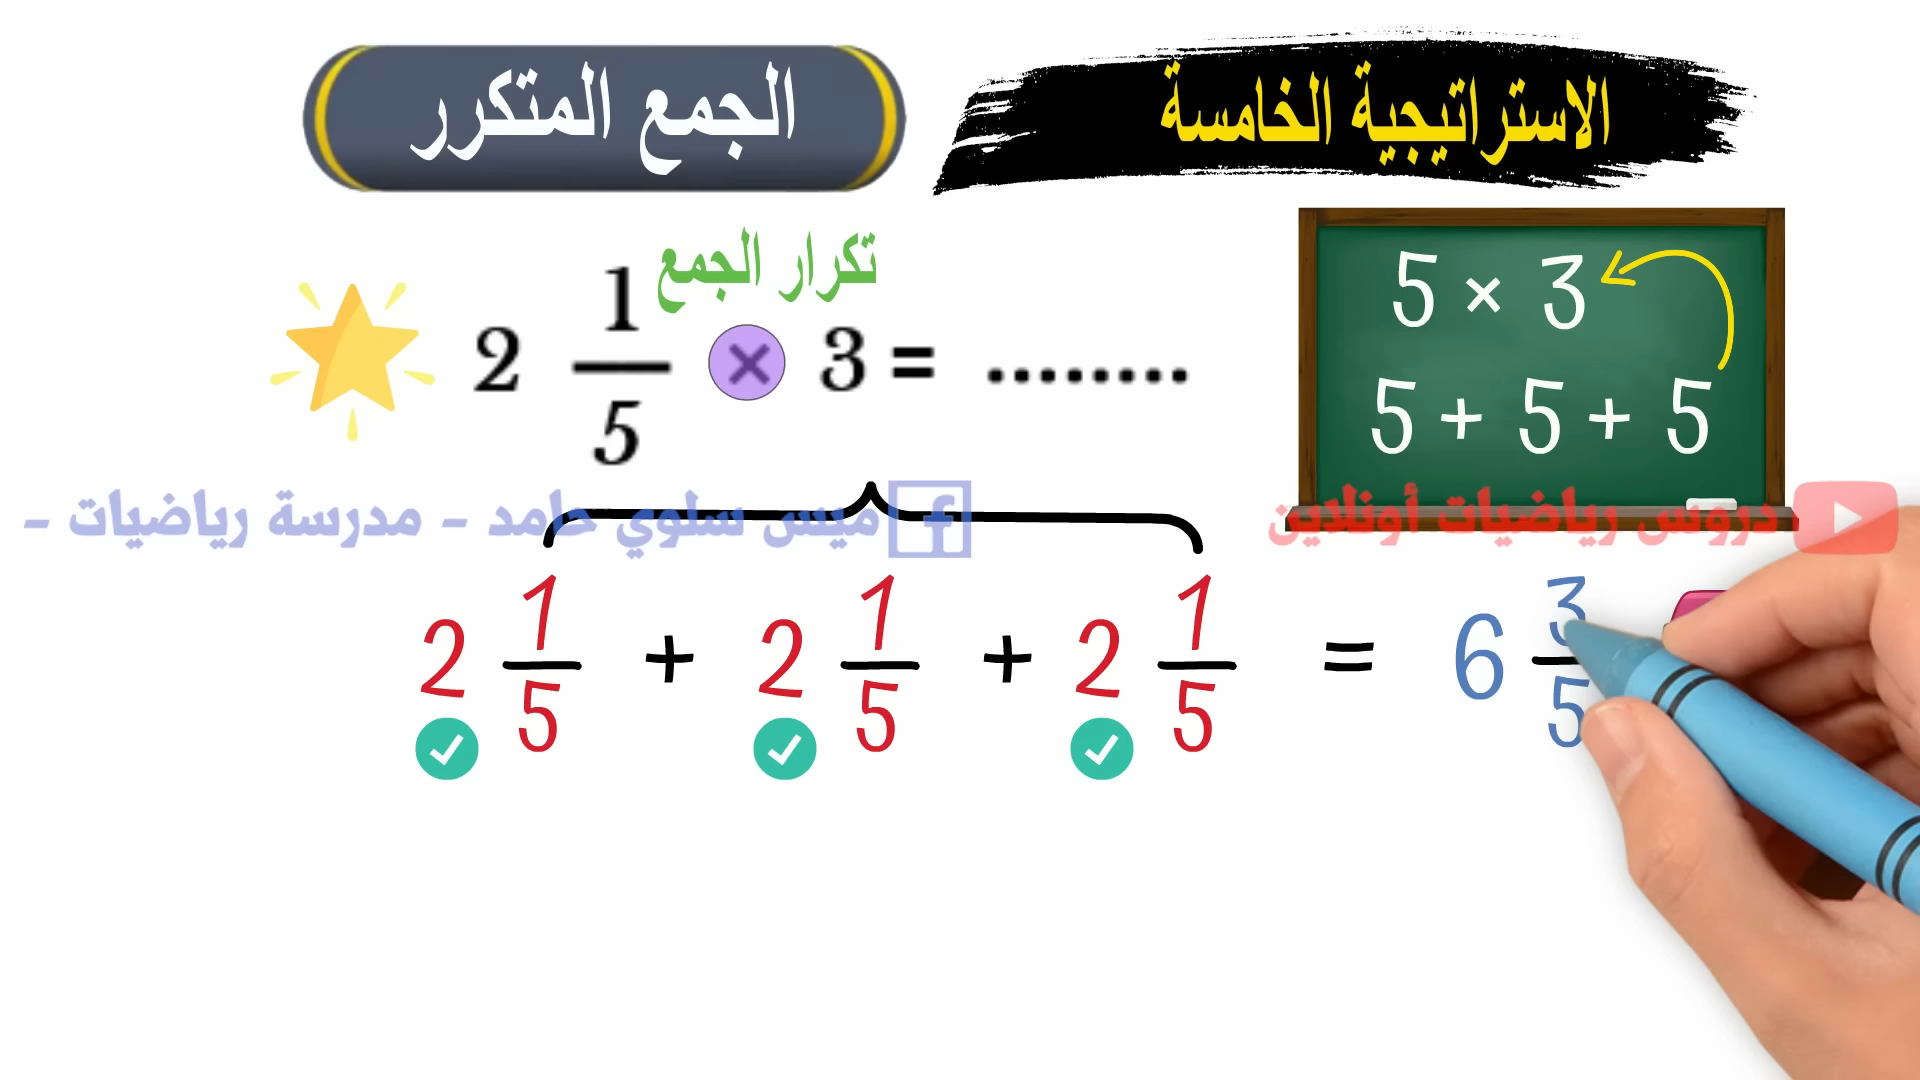 الاستراتيجية الخامسة
الجمع المتكرر
تكرار الجمع
2 1/5 × 3 = ........
5 × 3
5 + 5 + 5
ميس سلوي حامد - مدرسة رياضيات -
دروس رياضيات أونلاين
2 1/5 + 2 1/5 + 2 1/5 = 6 3/5